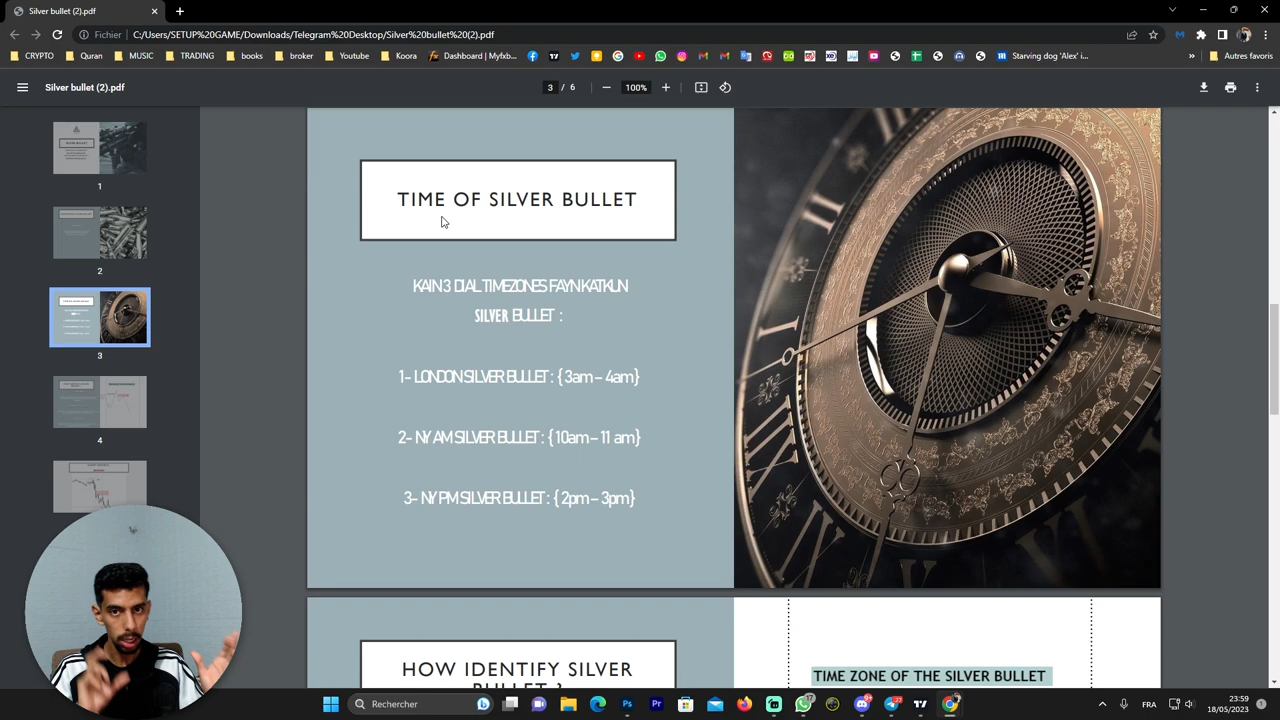 Silver bullet (2).pdf
Fichier
C:/Users/SETUP%20GAME/Downloads/Telegram%20Desktop/Silver%20bullet%20(2).pdf
CRYPTO
Quran
MUSIC
TRADING
books
broker
Youtube
Koora
Dashboard | Myfxb...
Starving dog 'Alex' i...
»
Autres favoris
Silver bullet (2).pdf
3 / 6
100%
1
2
3
4
TIME OF SILVER BULLET
KAIN 3 DIAL TIMEZONES FAYN KATKUN
SILVER BULLET :
1- LONDON SILVER BULLET : { 3am – 4am }
2- NY AM SILVER BULLET : { 10am – 11 am }
3- NY PM SILVER BULLET : { 2pm – 3pm }
HOW IDENTIFY SILVER
TIME ZONE OF THE SILVER BULLET
Rechercher
17
FRA
23:59
18/05/2023